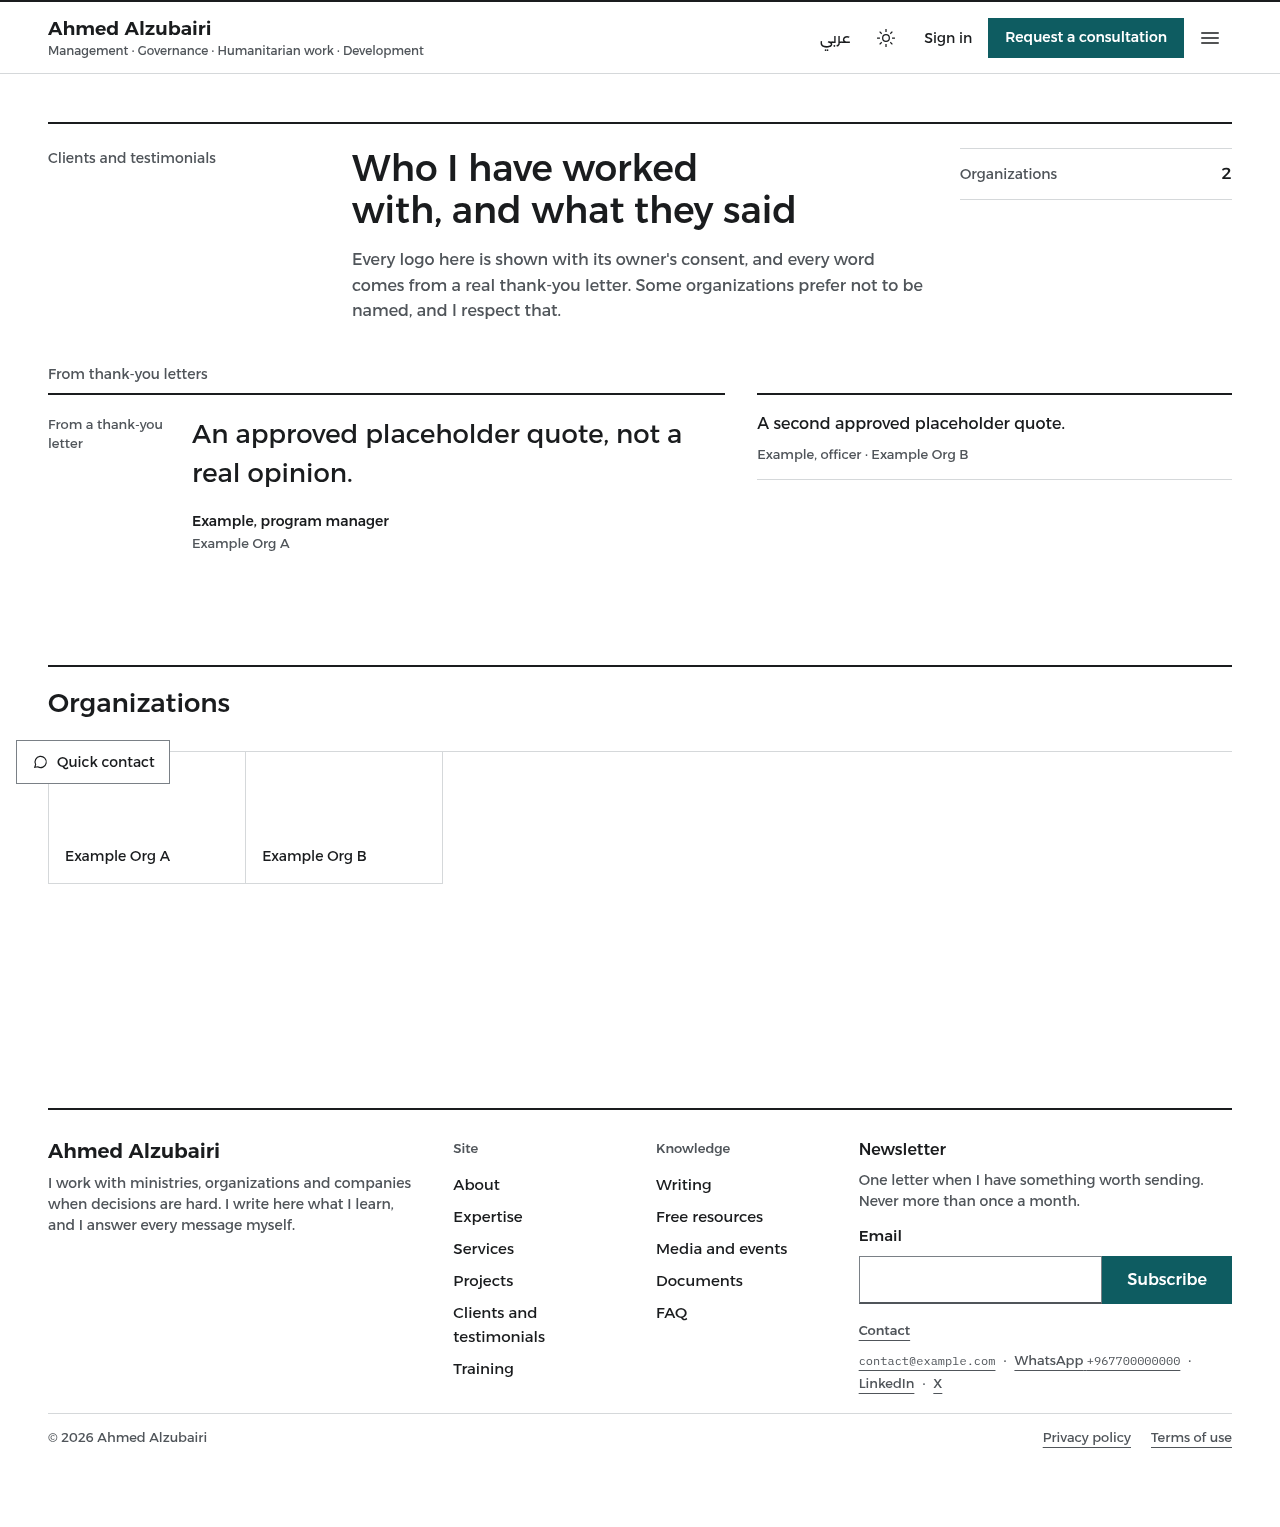 Ahmed Alzubairi
Management · Governance · Humanitarian work · Development
عربي
Sign in
Request a consultation
Clients and testimonials
Who I have worked
with, and what they said
Every logo here is shown with its owner's consent, and every word
comes from a real thank-you letter. Some organizations prefer not to be
named, and I respect that.
Organizations 2
From thank-you letters
From a thank-you
letter
An approved placeholder quote, not a
real opinion.
Example, program manager
Example Org A
A second approved placeholder quote.
Example, officer · Example Org B
Organizations
Quick contact
Example Org A
Example Org B
Ahmed Alzubairi
I work with ministries, organizations and companies
when decisions are hard. I write here what I learn,
and I answer every message myself.
Site
About
Expertise
Services
Projects
Clients and
testimonials
Training
Knowledge
Writing
Free resources
Media and events
Documents
FAQ
Newsletter
One letter when I have something worth sending.
Never more than once a month.
Email
Subscribe
Contact
contact@example.com · WhatsApp +967700000000 ·
LinkedIn · X
© 2026 Ahmed Alzubairi
Privacy policy
Terms of use